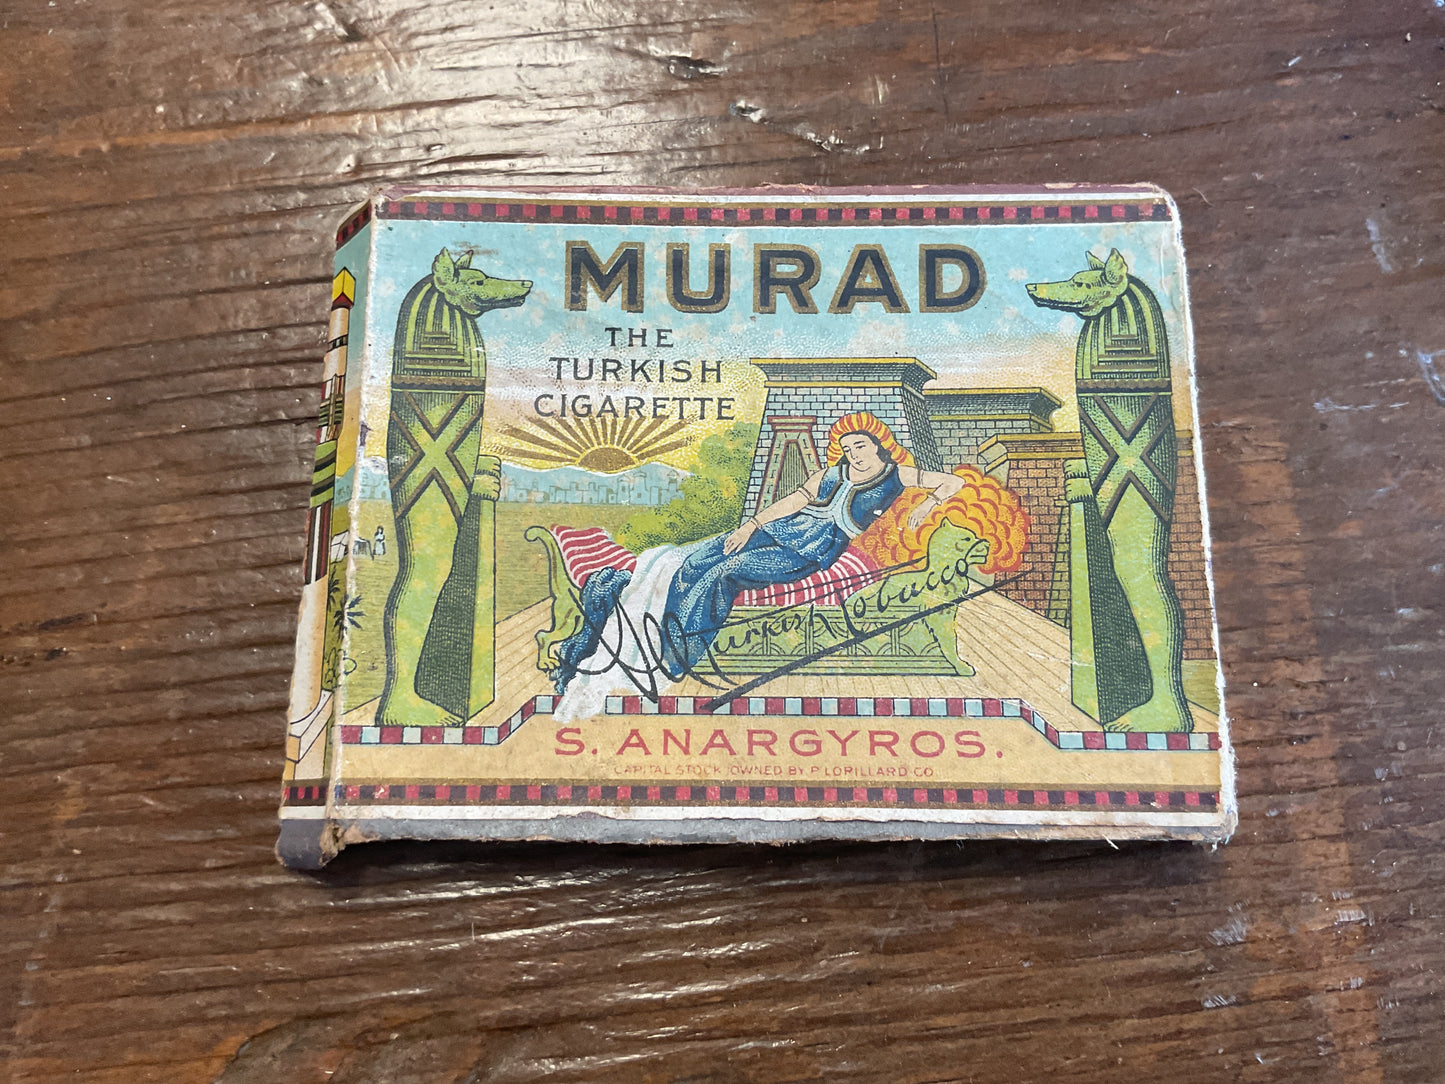 MURAD
THE
TURKISH
CIGARETTE
All Turkish Tobacco
S. ANARGYROS.
CAPITAL STOCK OWNED BY P. LORILLARD CO.